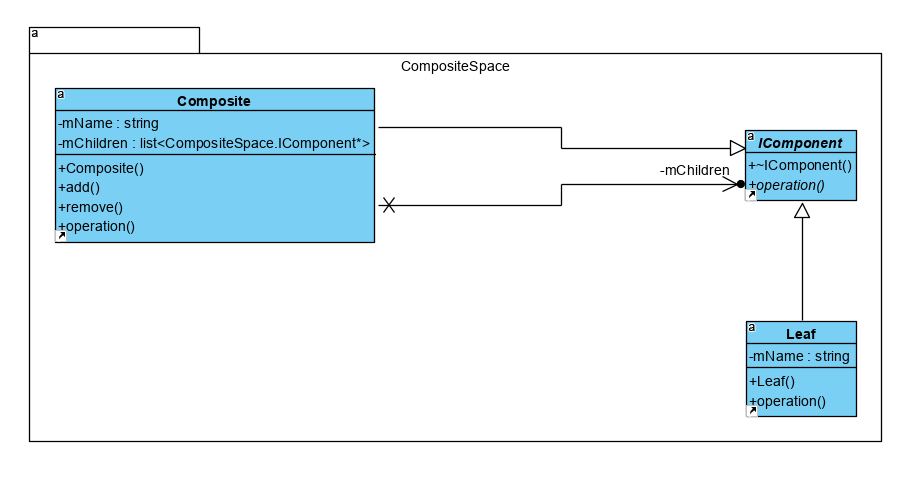 a
CompositeSpace
a
Composite
-mName : string
-mChildren : list<CompositeSpace.IComponent*>
+Composite()
+add()
+remove()
+operation()
-mChildren
a
IComponent
+~IComponent()
+operation()
a
Leaf
-mName : string
+Leaf()
+operation()